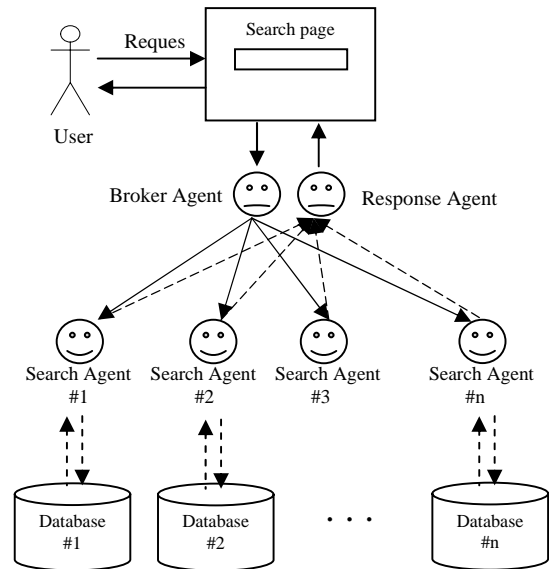 Reques
Search page
User
Broker Agent
Response Agent
Search Agent
#1
Search Agent
#2
Search Agent
#3
Search Agent
#n
Database
#1
Database
#2
. . .
Database
#n